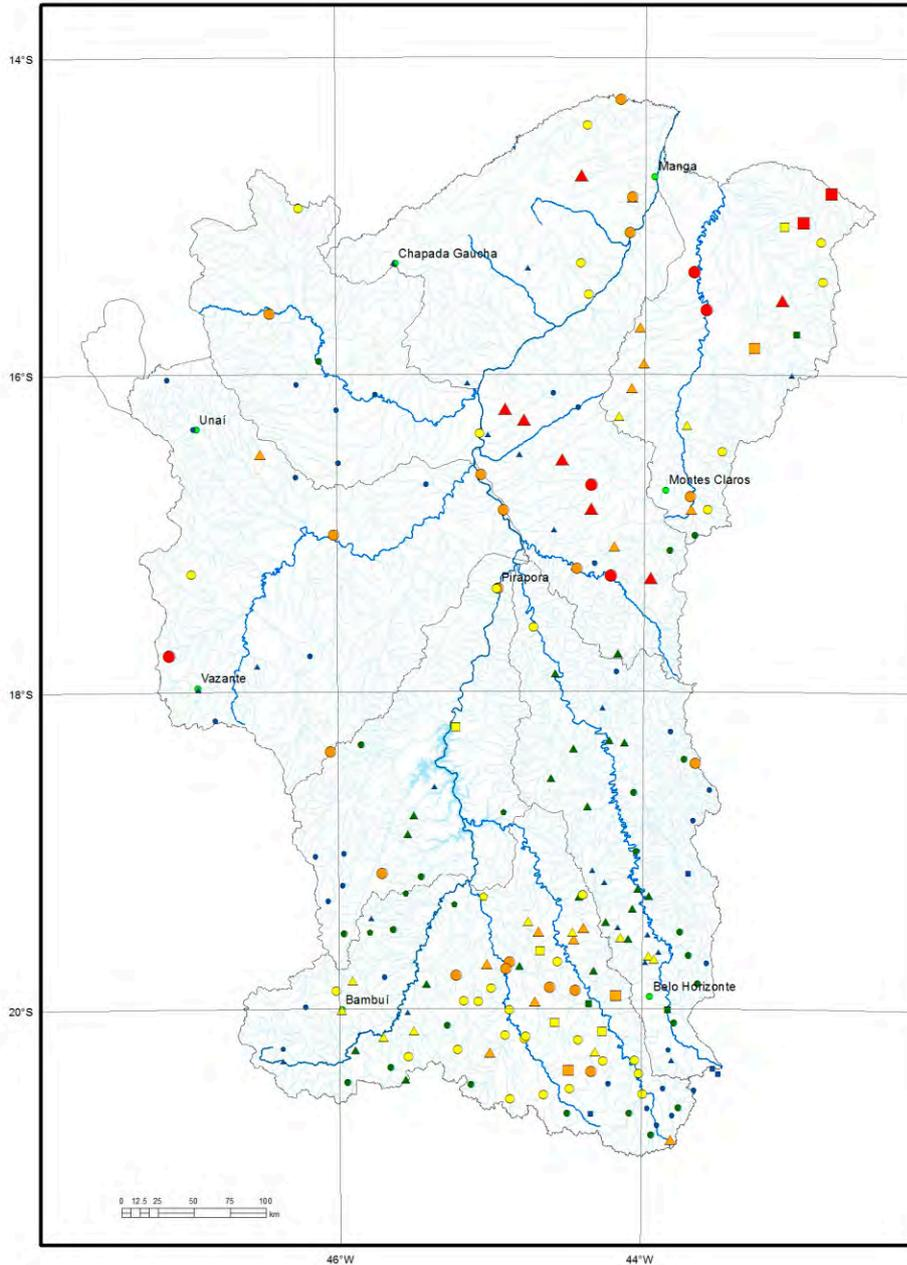 14°S
Manga
Chapada Gaúcha
16°S
Unaí
Montes Claros
Pirapora
18°S
Vazante
Belo Horizonte
20°S
Bambuí
0 12.5 25 50 75 100
km
46°W 44°W